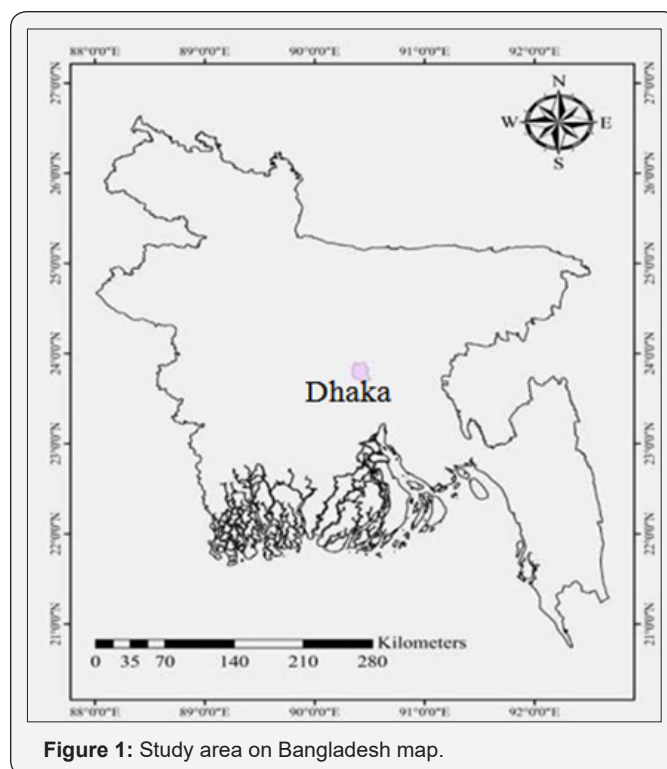 88°0'0"E 89°0'0"E 90°0'0"E 91°0'0"E 92°0'0"E
27°0'0"N 27°0'0"N
N
W E
S
26°0'0"N 26°0'0"N
25°0'0"N 25°0'0"N
24°0'0"N 24°0'0"N
Dhaka
23°0'0"N 23°0'0"N
22°0'0"N 22°0'0"N
21°0'0"N 21°0'0"N
Kilometers
0 35 70 140 210 280
88°0'0"E 89°0'0"E 90°0'0"E 91°0'0"E 92°0'0"E
Figure 1: Study area on Bangladesh map.